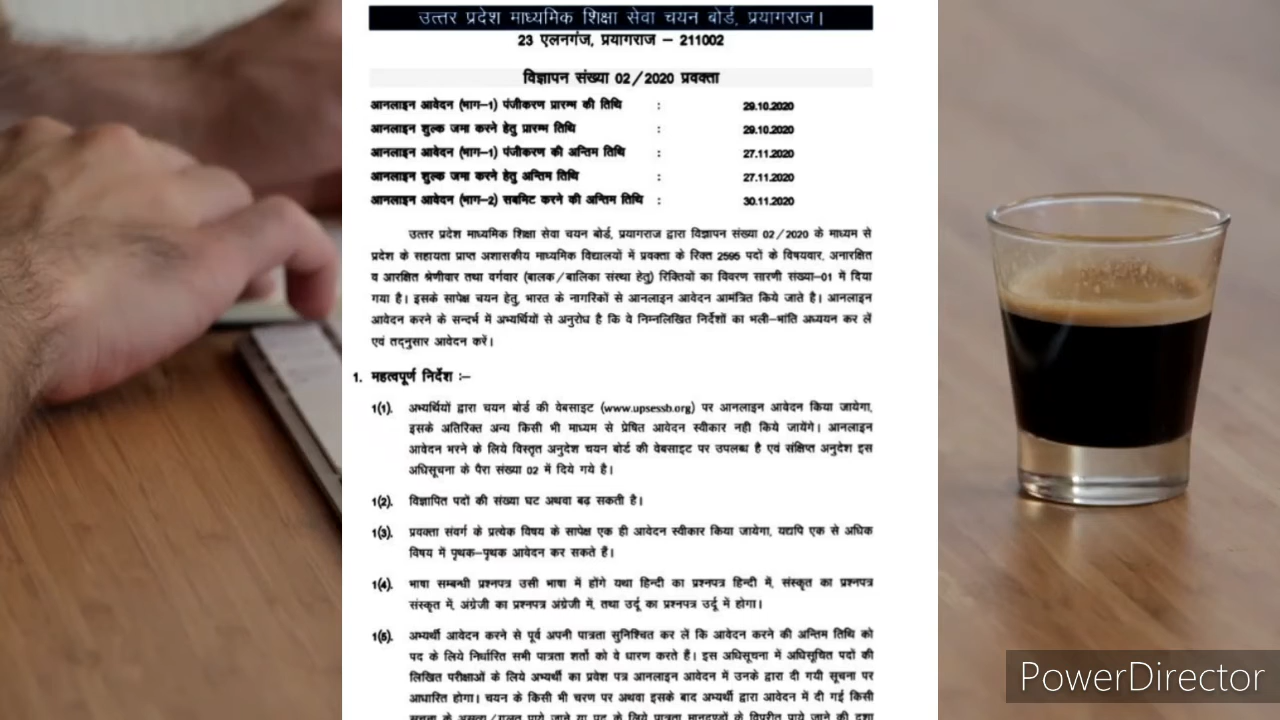 उत्तर प्रदेश माध्यमिक शिक्षा सेवा चयन बोर्ड, प्रयागराज।
23 एलनगंज, प्रयागराज – 211002
विज्ञापन संख्या 02/2020 प्रवक्ता
आनलाइन आवेदन (भाग–1) पंजीकरण प्रारम्भ की तिथि : 29.10.2020
आनलाइन शुल्क जमा करने हेतु प्रारम्भ तिथि : 29.10.2020
आनलाइन आवेदन (भाग–1) पंजीकरण की अन्तिम तिथि : 27.11.2020
आनलाइन शुल्क जमा करने हेतु अन्तिम तिथि : 27.11.2020
आनलाइन आवेदन (भाग–2) सबमिट करने की अन्तिम तिथि : 30.11.2020
उत्तर प्रदेश माध्यमिक शिक्षा सेवा चयन बोर्ड, प्रयागराज द्वारा विज्ञापन संख्या 02/2020 के माध्यम से
प्रदेश के सहायता प्राप्त अशासकीय माध्यमिक विद्यालयों में प्रवक्ता के रिक्त 2595 पदों के विषयवार, अनारक्षित
व आरक्षित श्रेणीवार तथा वर्गवार (बालक/बालिका संस्था हेतु) रिक्तियों का विवरण सारणी संख्या–01 में दिया
गया है। इसके सापेक्ष चयन हेतु, भारत के नागरिकों से आनलाइन आवेदन आमंत्रित किये जाते है। आनलाइन
आवेदन करने के सन्दर्भ में अभ्यर्थियों से अनुरोध है कि वे निम्नलिखित निर्देशों का भली–भांति अध्ययन कर लें
एवं तद्नुसार आवेदन करें।
1. महत्वपूर्ण निर्देश :–
1(1). अभ्यर्थियों द्वारा चयन बोर्ड की वेबसाइट (www.upsessb.org) पर आनलाइन आवेदन किया जायेगा,
इसके अतिरिक्त अन्य किसी भी माध्यम से प्रेषित आवेदन स्वीकार नही किये जायेंगे। आनलाइन
आवेदन भरने के लिये विस्तृत अनुदेश चयन बोर्ड की वेबसाइट पर उपलब्ध है एवं संक्षिप्त अनुदेश इस
अधिसूचना के पैरा संख्या 02 में दिये गये है।
1(2). विज्ञापित पदों की संख्या घट अथवा बढ़ सकती है।
1(3). प्रवक्ता संवर्ग के प्रत्येक विषय के सापेक्ष एक ही आवेदन स्वीकार किया जायेगा, यद्यपि एक से अधिक
विषय में पृथक–पृथक आवेदन कर सकते हैं।
1(4). भाषा सम्बन्धी प्रश्नपत्र उसी भाषा में होंगे यथा हिन्दी का प्रश्नपत्र हिन्दी में, संस्कृत का प्रश्नपत्र
संस्कृत में, अंग्रेजी का प्रश्नपत्र अंग्रेजी में, तथा उर्दू का प्रश्नपत्र उर्दू में होगा।
1(5). अभ्यर्थी आवेदन करने से पूर्व अपनी पात्रता सुनिश्चित कर लें कि आवेदन करने की अन्तिम तिथि को
पद के लिये निर्धारित सभी पात्रता शर्तो को वे धारण करते हैं। इस अधिसूचना में अधिसूचित पदों की
लिखित परीक्षाओं के लिये अभ्यर्थी का प्रवेश पत्र आनलाइन आवेदन में उनके द्वारा दी गयी सूचना पर
आधारित होगा। चयन के किसी भी चरण पर अथवा इसके बाद अभ्यर्थी द्वारा आवेदन में दी गई किसी
सूचना के असत्य/गलत पाये जाने या पद के लिये पात्रता मानदण्डों के विपरीत पाये जाने की दशा
PowerDirector